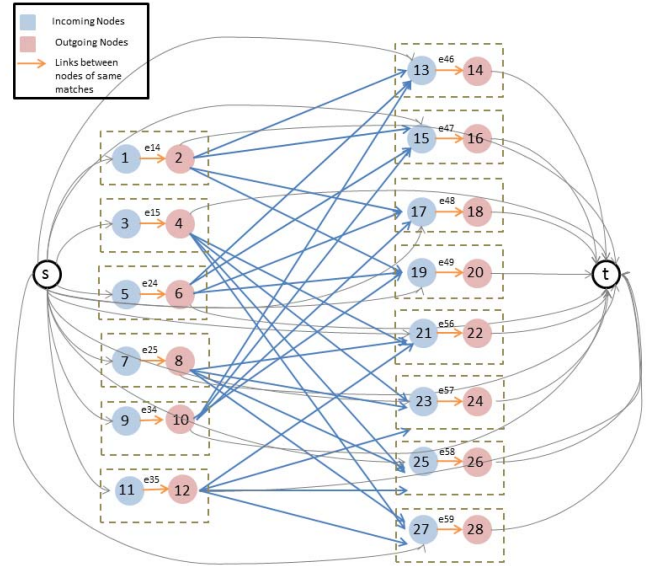 Incoming Nodes
Outgoing Nodes
Links between
nodes of same
matches
s
t
1 e14 2
3 e15 4
5 e24 6
7 e25 8
9 e34 10
11 e35 12
13 e46 14
15 e47 16
17 e48 18
19 e49 20
21 e56 22
23 e57 24
25 e58 26
27 e59 28